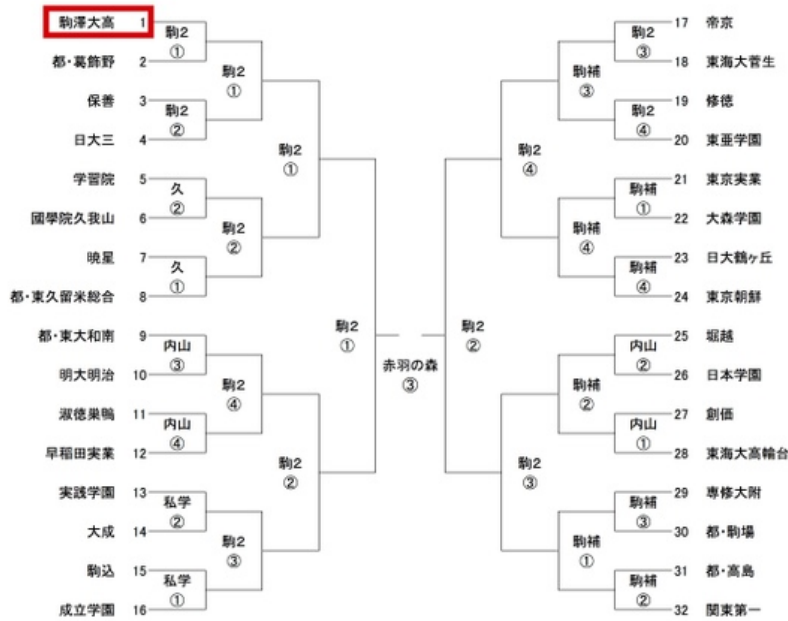 駒澤大高 1
都・葛飾野 2
保善 3
日大三 4
学習院 5
國學院久我山 6
暁星 7
都・東久留米総合 8
都・東大和南 9
明大明治 10
淑徳巣鴨 11
早稲田実業 12
実践学園 13
大成 14
駒込 15
成立学園 16
駒2
①
駒2
②
久
②
久
①
内山
③
内山
④
私学
②
私学
①
駒2
①
駒2
②
駒2
④
駒2
③
駒2
①
駒2
②
駒2
①
赤羽の森
③
駒2
②
駒2
④
駒2
③
駒補
③
駒補
④
駒補
②
駒補
①
駒2
③
駒2
④
駒補
①
駒補
④
内山
②
内山
①
駒補
③
駒補
②
17 帝京
18 東海大菅生
19 修徳
20 東亜学園
21 東京実業
22 大森学園
23 日大鶴ヶ丘
24 東京朝鮮
25 堀越
26 日本学園
27 創価
28 東海大高輪台
29 専修大附
30 都・駒場
31 都・高島
32 関東第一